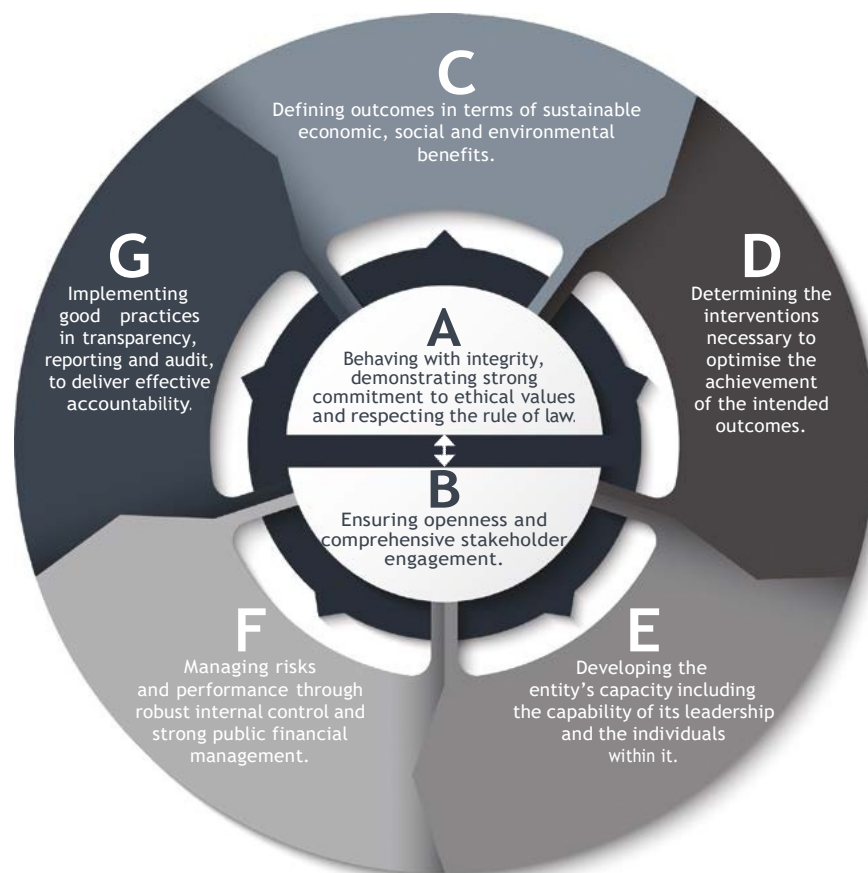 C
Defining outcomes in terms of sustainable
economic, social and environmental
benefits.
G
Implementing
good practices
in transparency,
reporting and audit,
to deliver effective
accountability.
A
Behaving with integrity,
demonstrating strong
commitment to ethical values
and respecting the rule of law.
D
Determining the
interventions
necessary to
optimise the
achievement
of the intended
outcomes.
B
Ensuring openness and
comprehensive stakeholder
engagement.
F
Managing risks
and performance through
robust internal control and
strong public financial
management.
E
Developing the
entity’s capacity including
the capability of its leadership
and the individuals
within it.